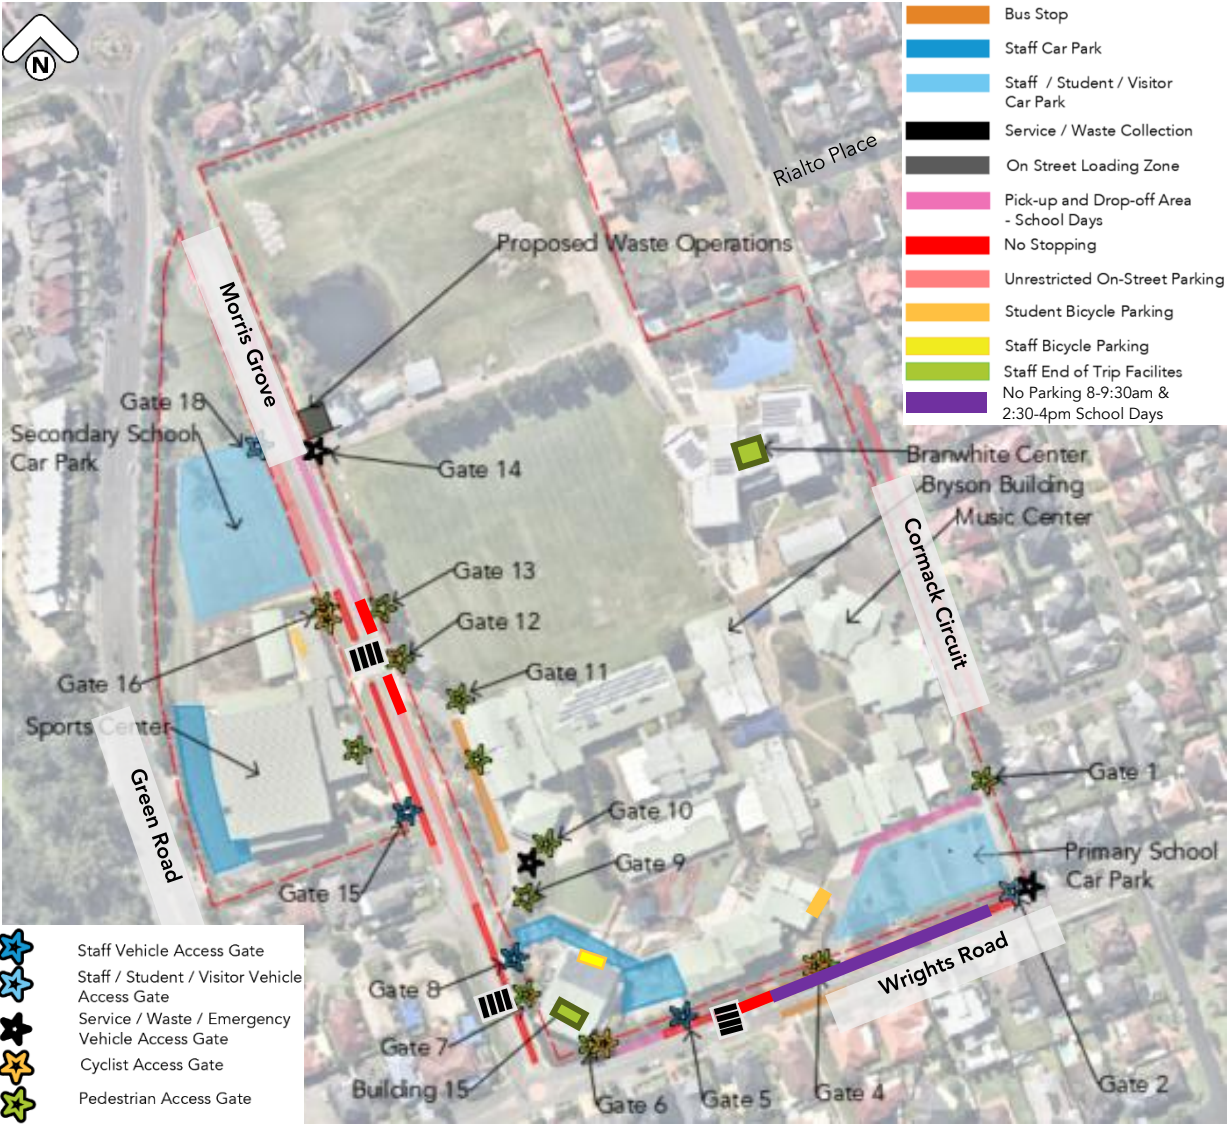 N
Bus Stop
Staff Car Park
Staff / Student / Visitor
Car Park
Service / Waste Collection
On Street Loading Zone
Pick-up and Drop-off Area
- School Days
No Stopping
Unrestricted On-Street Parking
Student Bicycle Parking
Staff Bicycle Parking
Staff End of Trip Facilites
No Parking 8-9:30am &
2:30-4pm School Days
Rialto Place
Proposed Waste Operations
Morris Grove
Gate 18
Secondary School
Car Park
Gate 14
Branwhite Center
Bryson Building
Music Center
Cormack Circuit
Gate 13
Gate 12
Gate 11
Gate 16
Sports Center
Green Road
Gate 1
Gate 10
Gate 9
Primary School
Car Park
Gate 15
Wrights Road
Gate 8
Gate 7
Building 15
Gate 6
Gate 5
Gate 4
Gate 2
Staff Vehicle Access Gate
Staff / Student / Visitor Vehicle
Access Gate
Service / Waste / Emergency
Vehicle Access Gate
Cyclist Access Gate
Pedestrian Access Gate